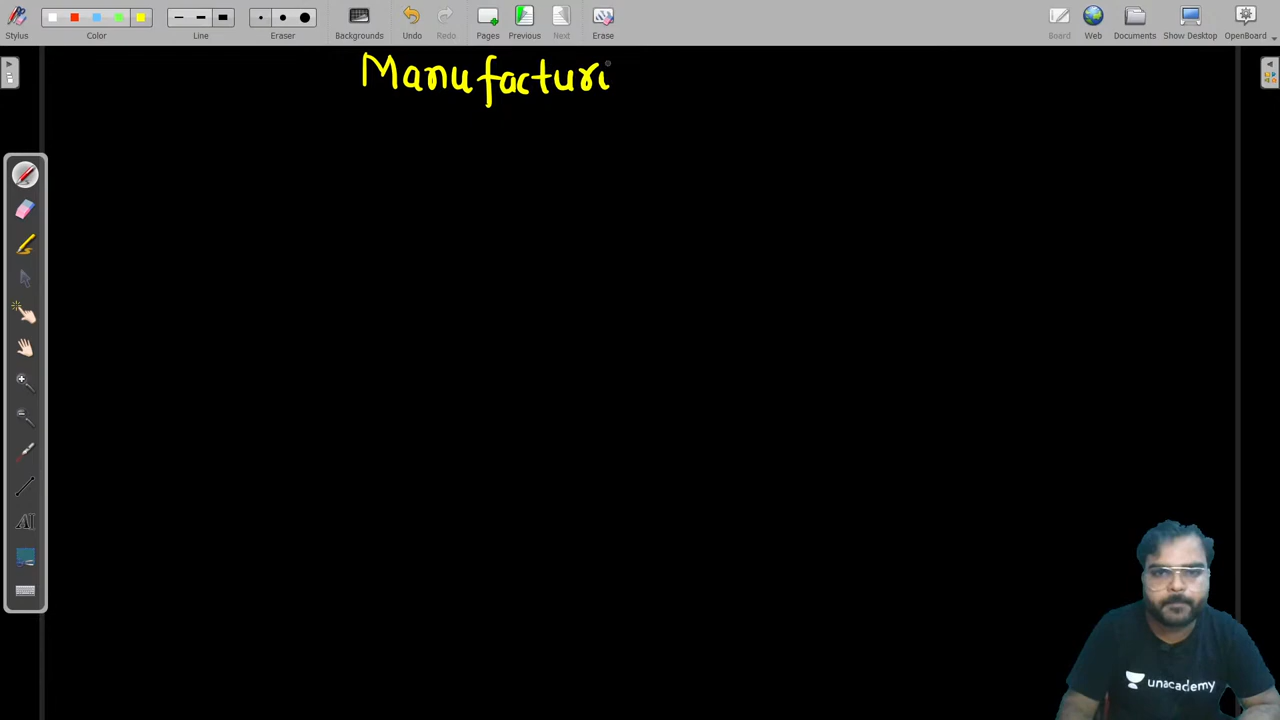 Color
Line
Eraser
Stylus
Backgrounds
Undo
Redo
Pages
Previous
Next
Erase
Board
Web
Documents
Show Desktop
OpenBoard
Manufacturi
AI
unacademy